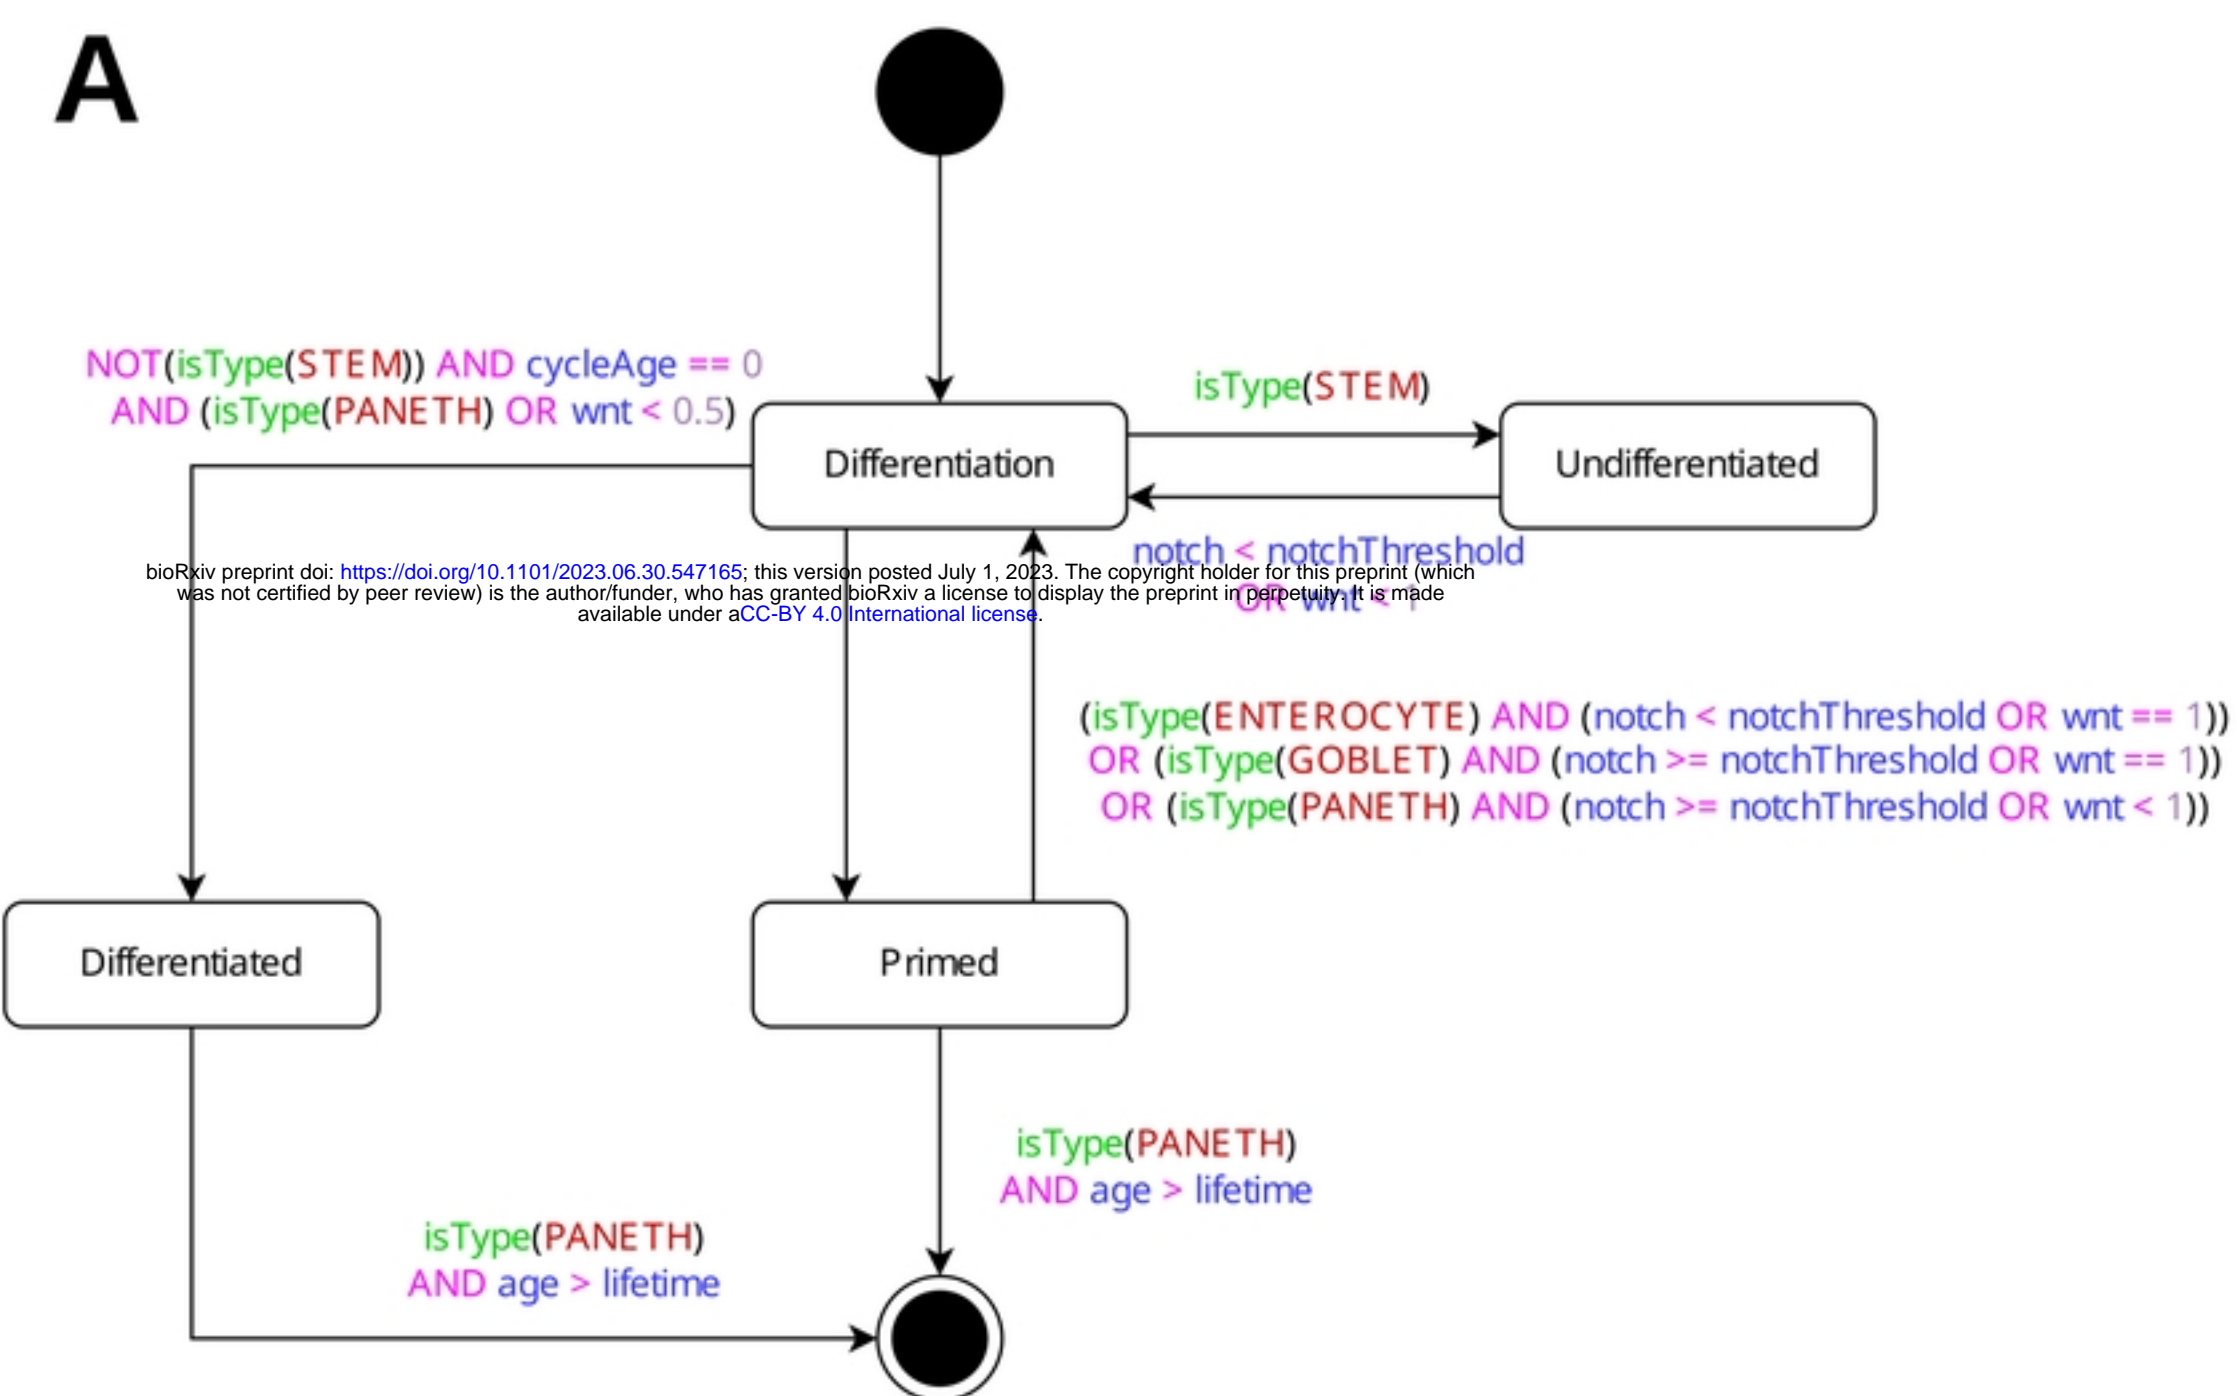 A
NOT(isType(STEM)) AND cycleAge == 0
AND (isType(PANETH) OR wnt < 0.5)
isType(STEM)
Differentiation
Undifferentiated
notch < notchThreshold
OR wnt < 1
bioRxiv preprint doi: https://doi.org/10.1101/2023.06.30.547165; this version posted July 1, 2023. The copyright holder for this preprint (which
was not certified by peer review) is the author/funder, who has granted bioRxiv a license to display the preprint in perpetuity. It is made
available under aCC-BY 4.0 International license.
(isType(ENTEROCYTE) AND (notch < notchThreshold OR wnt == 1))
OR (isType(GOBLET) AND (notch >= notchThreshold OR wnt == 1))
OR (isType(PANETH) AND (notch >= notchThreshold OR wnt < 1))
Differentiated
Primed
isType(PANETH)
AND age > lifetime
isType(PANETH)
AND age > lifetime